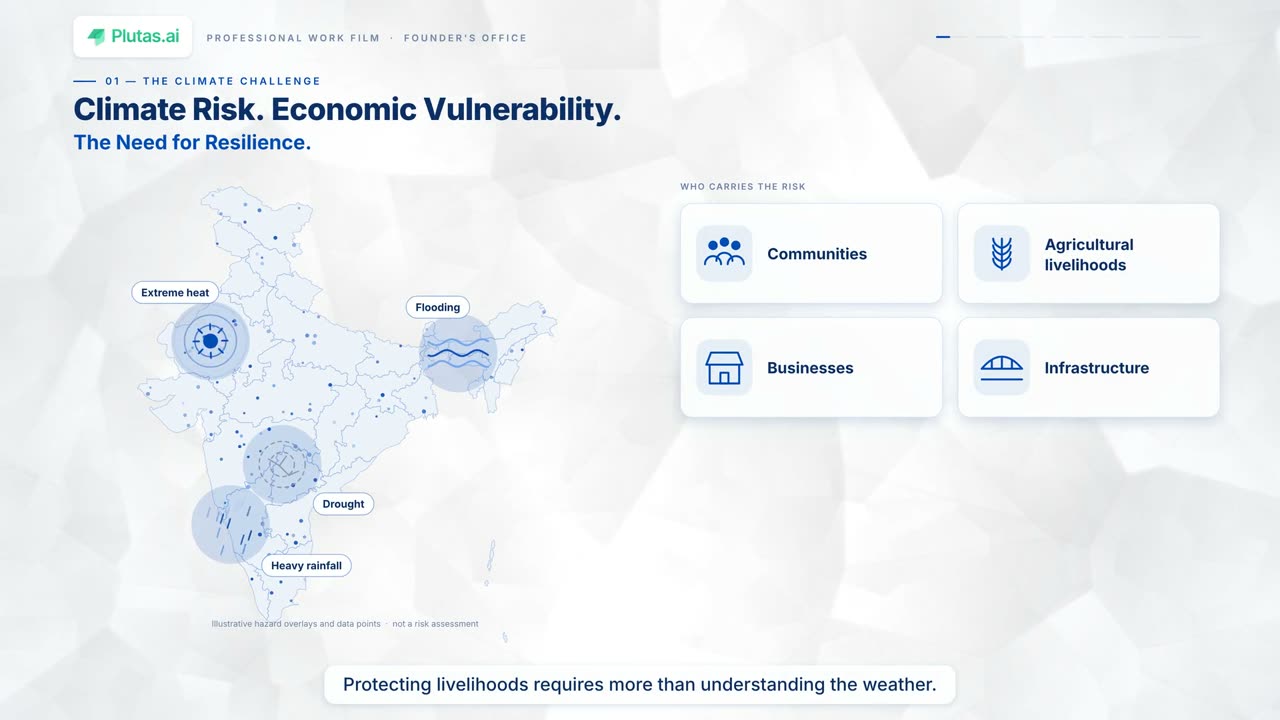 Plutas.ai
PROFESSIONAL WORK FILM · FOUNDER'S OFFICE
01 — THE CLIMATE CHALLENGE
Climate Risk. Economic Vulnerability.
The Need for Resilience.
WHO CARRIES THE RISK
Communities
Agricultural
livelihoods
Businesses
Infrastructure
Extreme heat
Flooding
Drought
Heavy rainfall
Illustrative hazard overlays and data points · not a risk assessment
Protecting livelihoods requires more than understanding the weather.